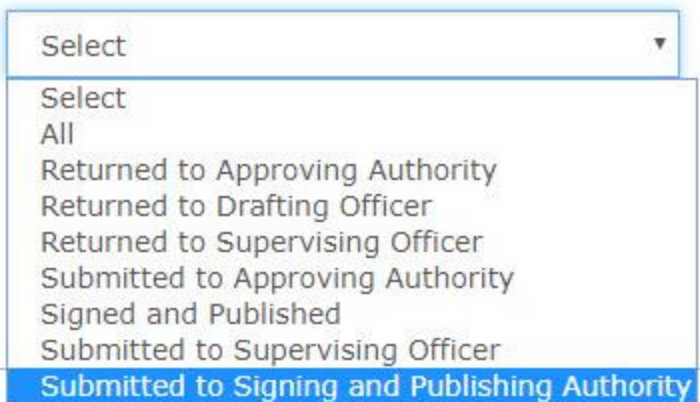 Select
Select
All
Returned to Approving Authority
Returned to Drafting Officer
Returned to Supervising Officer
Submitted to Approving Authority
Signed and Published
Submitted to Supervising Officer
Submitted to Signing and Publishing Authority